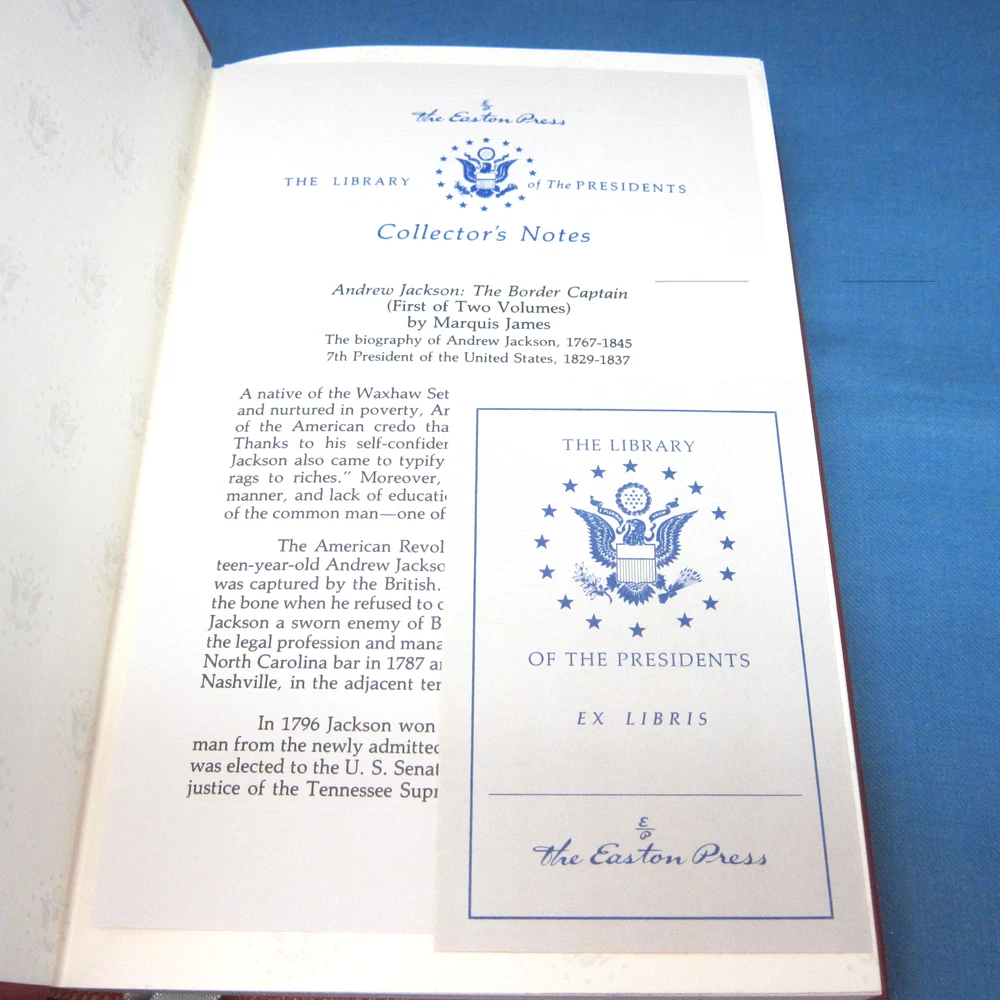 E
P
The Easton Press
THE LIBRARY of The PRESIDENTS
Collector's Notes
Andrew Jackson: The Border Captain
(First of Two Volumes)
by Marquis James
The biography of Andrew Jackson, 1767-1845
7th President of the United States, 1829-1837
A native of the Waxhaw Set
and nurtured in poverty, An
of the American credo tha
Thanks to his self-confiden
Jackson also came to typify
rags to riches." Moreover,
manner, and lack of educati
of the common man—one of
The American Revol
teen-year-old Andrew Jackso
was captured by the British.
the bone when he refused to c
Jackson a sworn enemy of B
the legal profession and mana
North Carolina bar in 1787 an
Nashville, in the adjacent ter
In 1796 Jackson won
man from the newly admitted
was elected to the U. S. Senat
justice of the Tennessee Supr
THE LIBRARY
OF THE PRESIDENTS
EX LIBRIS
E
P
The Easton Press